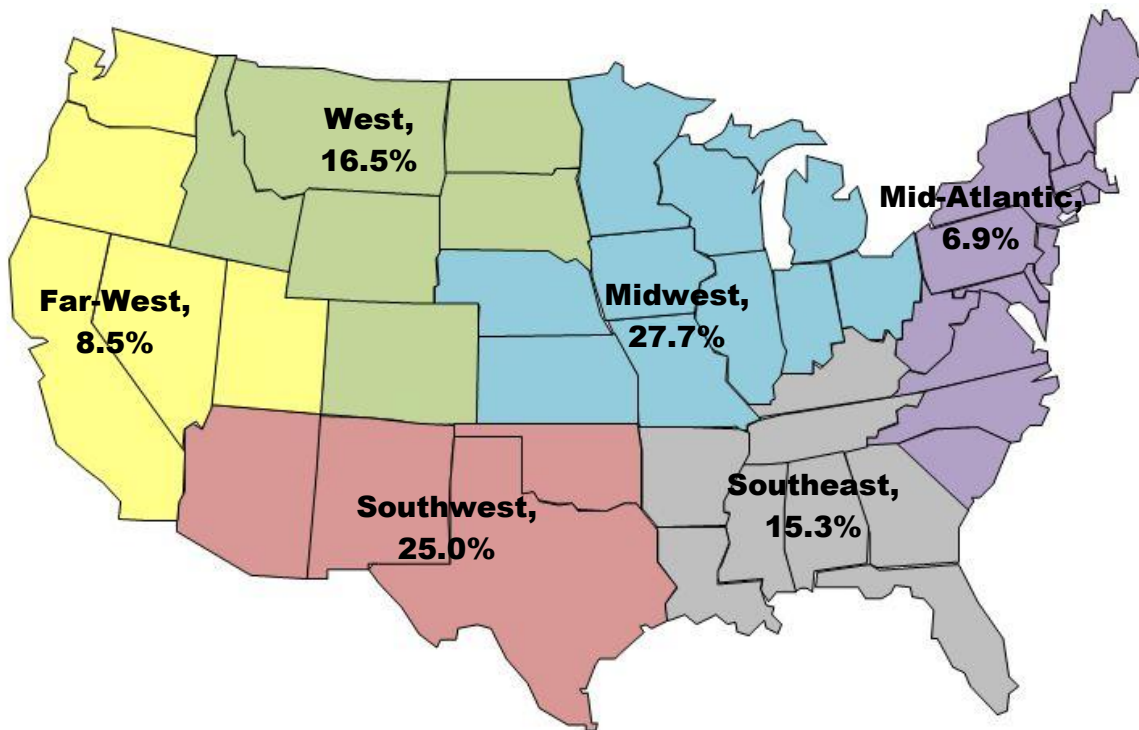 West,
16.5%
Mid-Atlantic,
6.9%
Far-West,
8.5%
Midwest,
27.7%
Southwest,
25.0%
Southeast,
15.3%